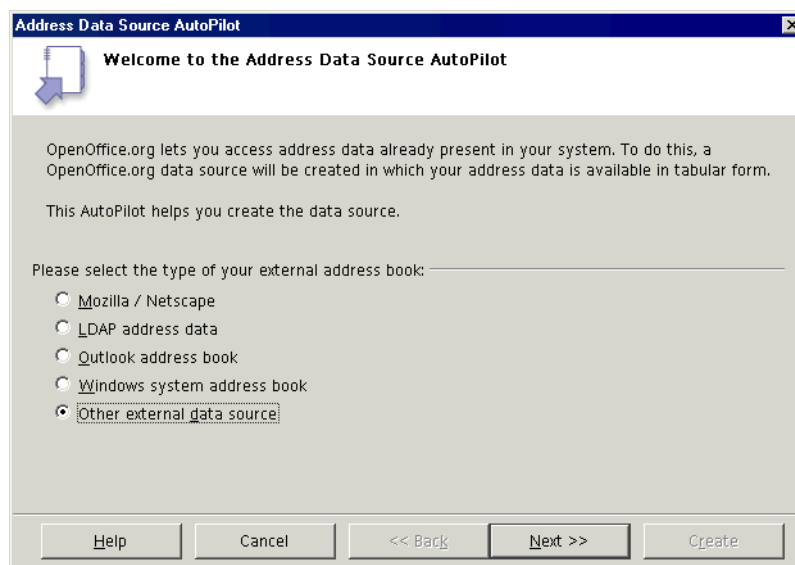 Address Data Source AutoPilot
Welcome to the Address Data Source AutoPilot
OpenOffice.org lets you access address data already present in your system. To do this, a
OpenOffice.org data source will be created in which your address data is available in tabular form.
This AutoPilot helps you create the data source.
Please select the type of your external address book:
Mozilla / Netscape
LDAP address data
Outlook address book
Windows system address book
Other external data source
Help Cancel << Back Next >> Create